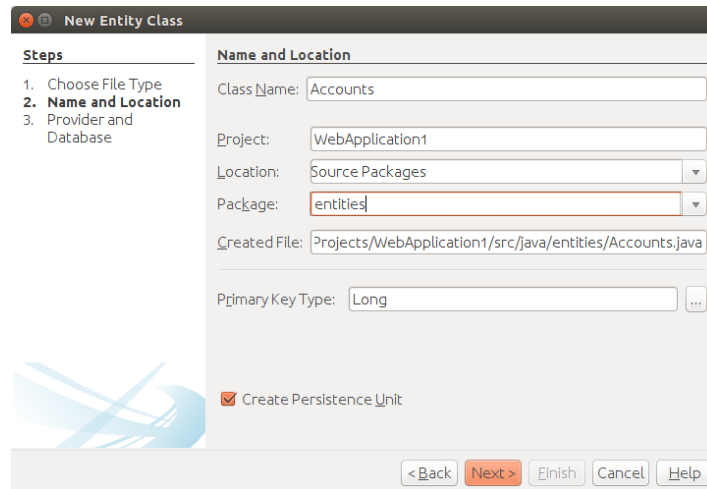 New Entity Class
Steps
1. Choose File Type
2. Name and Location
3. Provider and
Database
Name and Location
Class Name: Accounts
Project: WebApplication1
Location: Source Packages
Package: entities
Created File: Projects/WebApplication1/src/java/entities/Accounts.java
Primary Key Type: Long ...
Create Persistence Unit
< Back Next > Finish Cancel Help